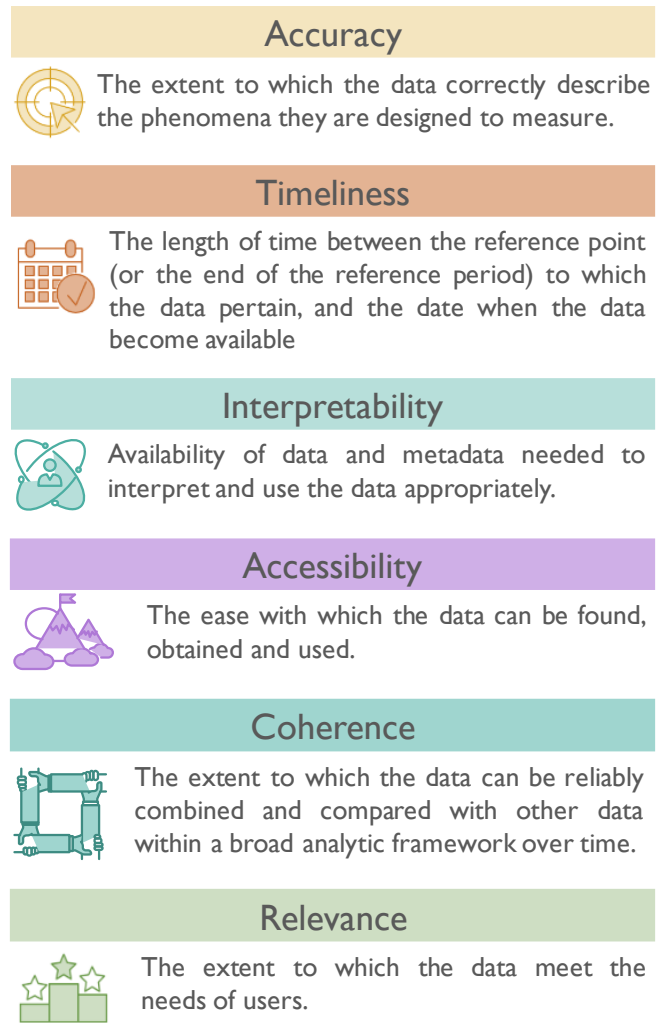 Accuracy
The extent to which the data correctly describe
the phenomena they are designed to measure.
Timeliness
The length of time between the reference point
(or the end of the reference period) to which
the data pertain, and the date when the data
become available
Interpretability
Availability of data and metadata needed to
interpret and use the data appropriately.
Accessibility
The ease with which the data can be found,
obtained and used.
Coherence
The extent to which the data can be reliably
combined and compared with other data
within a broad analytic framework over time.
Relevance
The extent to which the data meet the
needs of users.